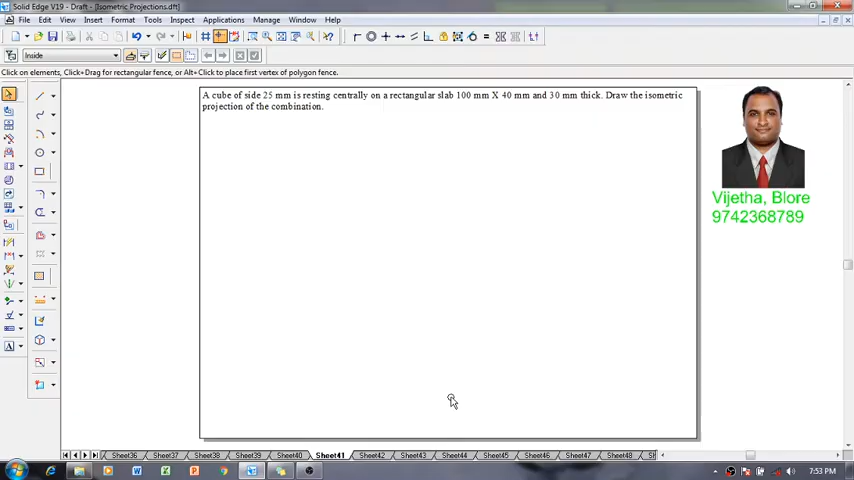 Solid Edge V19 - Draft - [Isometric Projections.dft]
File Edit View Insert Format Tools Inspect Applications Manage Window Help
Inside
Click on elements, Click+Drag for rectangular fence, or Alt+Click to place first vertex of polygon fence.
A cube of side 25 mm is resting centrally on a rectangular slab 100 mm X 40 mm and 30 mm thick. Draw the isometric
projection of the combination.
Vijetha, Blore
9742368789
Sheet36 Sheet37 Sheet38 Sheet39 Sheet40 Sheet41 Sheet42 Sheet43 Sheet44 Sheet45 Sheet46 Sheet47 Sheet48 Sh
7:53 PM